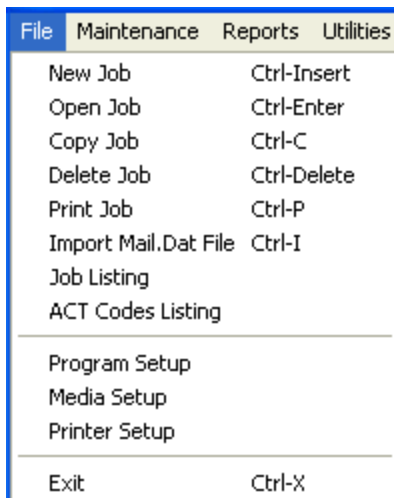 File Maintenance Reports Utilities
New Job Ctrl-Insert
Open Job Ctrl-Enter
Copy Job Ctrl-C
Delete Job Ctrl-Delete
Print Job Ctrl-P
Import Mail.Dat File Ctrl-I
Job Listing
ACT Codes Listing
Program Setup
Media Setup
Printer Setup
Exit Ctrl-X